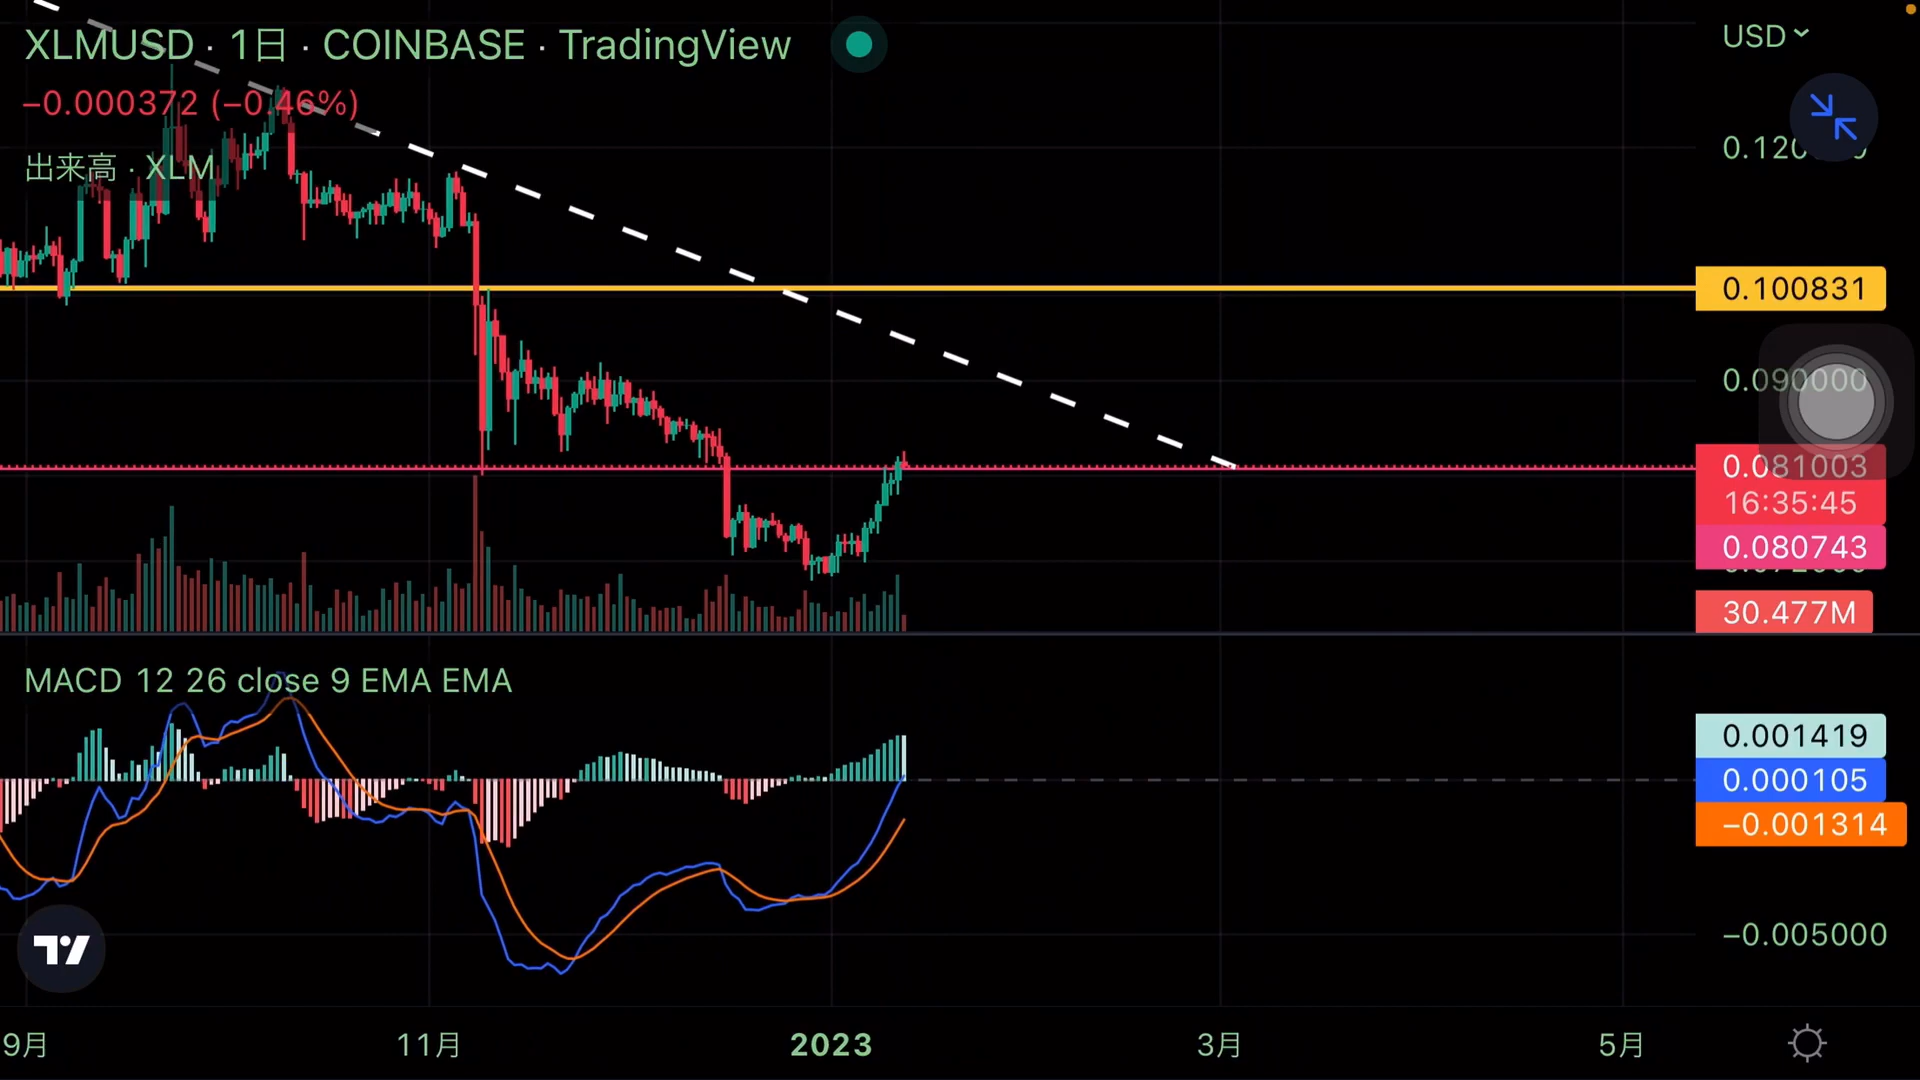 XLMUSD · 1日 · COINBASE · TradingView
USD
−0.000372 (−0.46%)
出来高 · XLM
0.100831
0.090000
0.081003
16:35:45
0.080743
30.477M
MACD 12 26 close 9 EMA EMA
0.001419
0.000105
−0.001314
−0.005000
9月 11月 2023 3月 5月